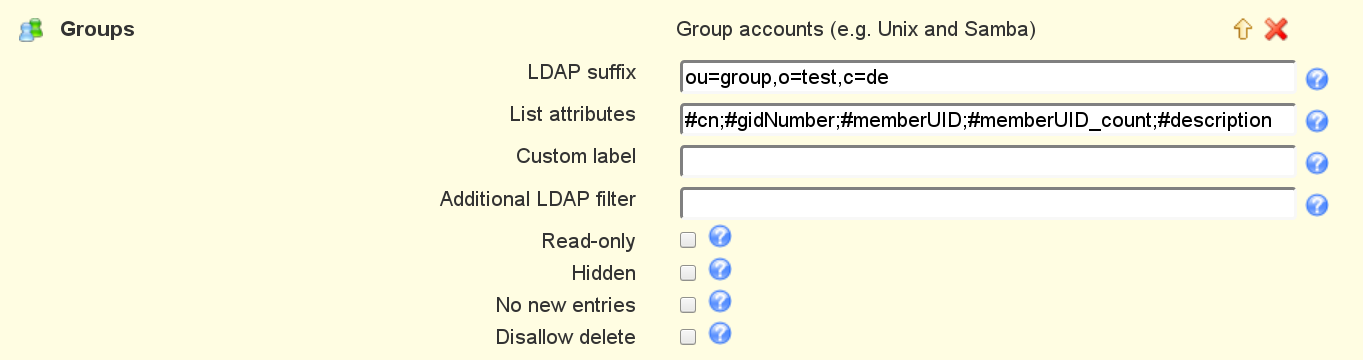 Groups Group accounts (e.g. Unix and Samba)
LDAP suffix ou=group,o=test,c=de
List attributes #cn;#gidNumber;#memberUID;#memberUID_count;#description
Custom label
Additional LDAP filter
Read-only
Hidden
No new entries
Disallow delete